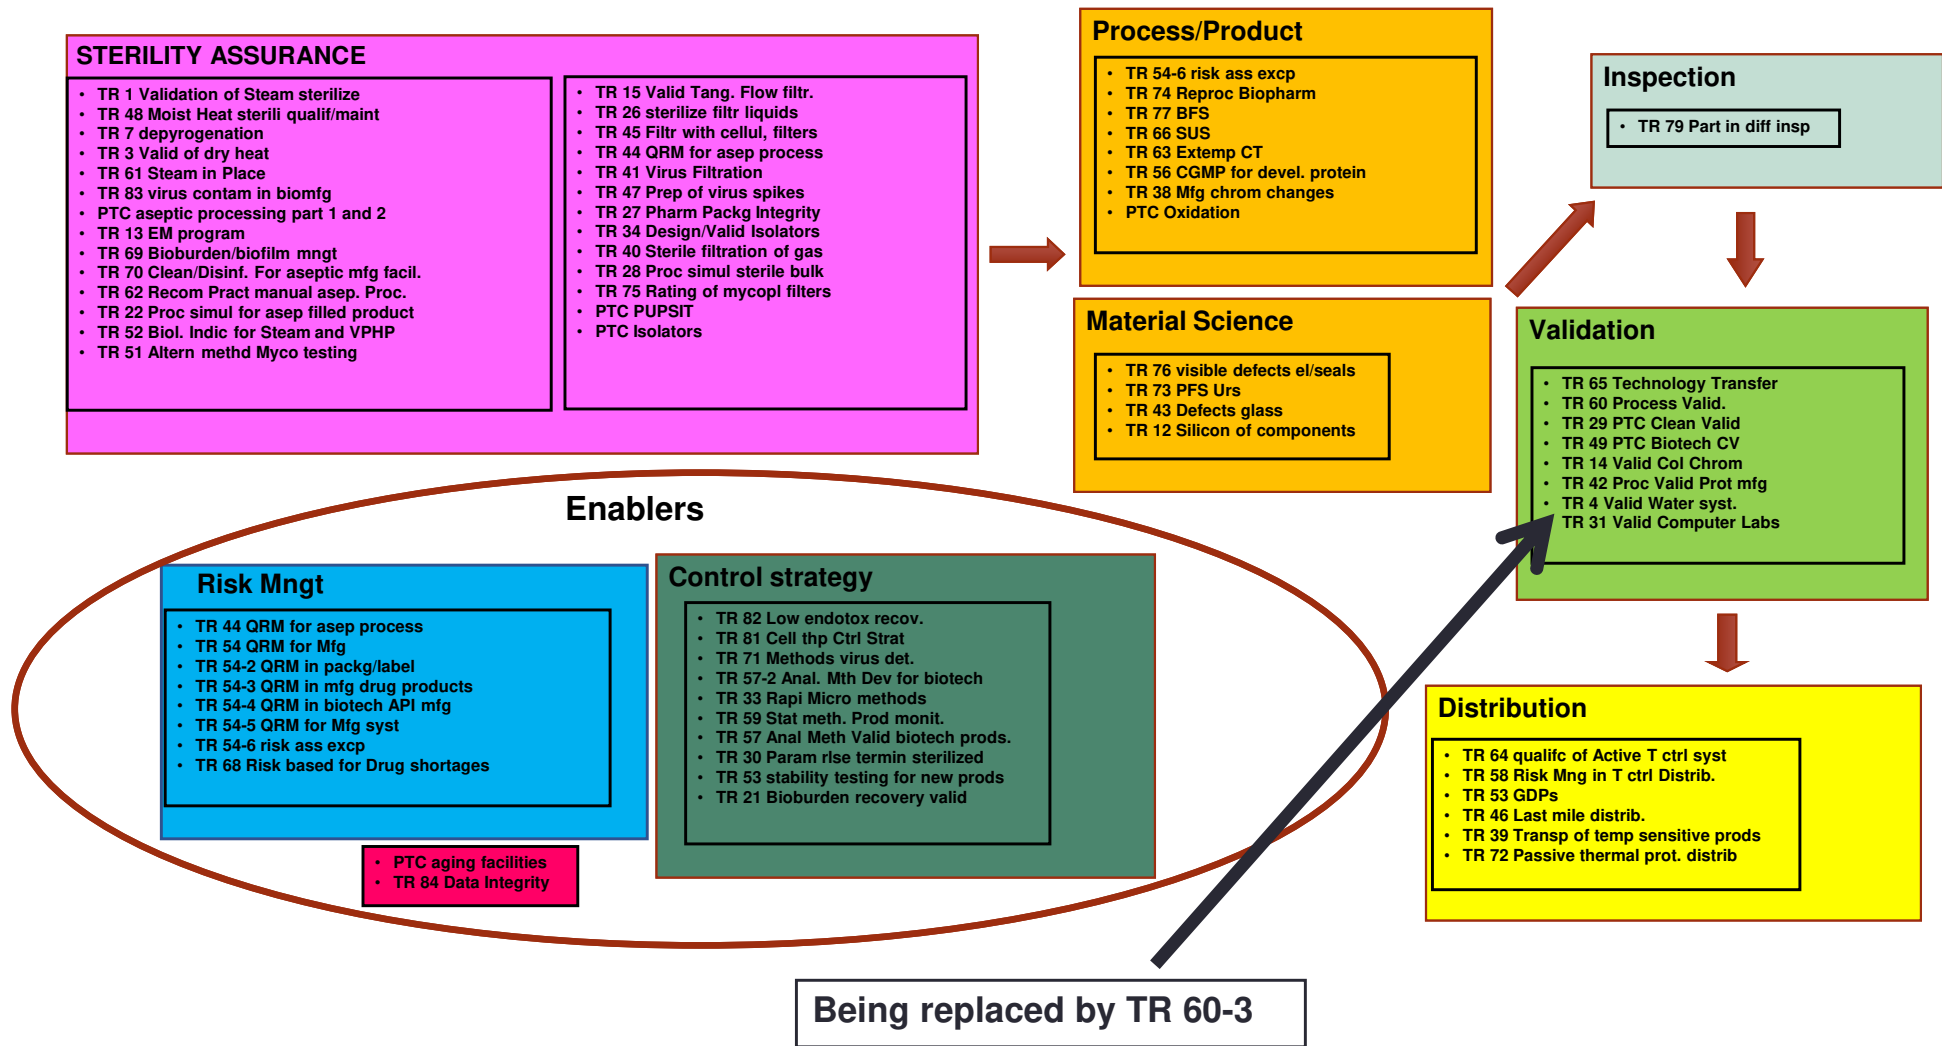 STERILITY ASSURANCE
• TR 1 Validation of Steam sterilize
• TR 48 Moist Heat sterili qualif/maint
• TR 7 depyrogenation
• TR 3 Valid of dry heat
• TR 61 Steam in Place
• TR 83 virus contam in biomfg
• PTC aseptic processing part 1 and 2
• TR 13 EM program
• TR 69 Bioburden/biofilm mngt
• TR 70 Clean/Disinf. For aseptic mfg facil.
• TR 62 Recom Pract manual asep. Proc.
• TR 22 Proc simul for asep filled product
• TR 52 Biol. Indic for Steam and VPHP
• TR 51 Altern methd Myco testing
• TR 15 Valid Tang. Flow filtr.
• TR 26 sterilize filtr liquids
• TR 45 Filtr with cellul, filters
• TR 44 QRM for asep process
• TR 41 Virus Filtration
• TR 47 Prep of virus spikes
• TR 27 Pharm Packg Integrity
• TR 34 Design/Valid Isolators
• TR 40 Sterile filtration of gas
• TR 28 Proc simul sterile bulk
• TR 75 Rating of mycopl filters
• PTC PUPSIT
• PTC Isolators
Process/Product
• TR 54-6 risk ass excp
• TR 74 Reproc Biopharm
• TR 77 BFS
• TR 66 SUS
• TR 63 Extemp CT
• TR 56 CGMP for devel. protein
• TR 38 Mfg chrom changes
• PTC Oxidation
Material Science
• TR 76 visible defects el/seals
• TR 73 PFS Urs
• TR 43 Defects glass
• TR 12 Silicon of components
Inspection
• TR 79 Part in diff insp
Validation
• TR 65 Technology Transfer
• TR 60 Process Valid.
• TR 29 PTC Clean Valid
• TR 49 PTC Biotech CV
• TR 14 Valid Col Chrom
• TR 42 Proc Valid Prot mfg
• TR 4 Valid Water syst.
TR 31 Valid Computer Labs
Enablers
Risk Mngt
• TR 44 QRM for asep process
• TR 54 QRM for Mfg
• TR 54-2 QRM in packg/label
• TR 54-3 QRM in mfg drug products
• TR 54-4 QRM in biotech API mfg
• TR 54-5 QRM for Mfg syst
• TR 54-6 risk ass excp
• TR 68 Risk based for Drug shortages
Control strategy
• TR 82 Low endotox recov.
• TR 81 Cell thp Ctrl Strat
• TR 71 Methods virus det.
• TR 57-2 Anal. Mth Dev for biotech
• TR 33 Rapi Micro methods
• TR 59 Stat meth. Prod monit.
• TR 57 Anal Meth Valid biotech prods.
• TR 30 Param rlse termin sterilized
• TR 53 stability testing for new prods
• TR 21 Bioburden recovery valid
• PTC aging facilities
• TR 84 Data Integrity
Distribution
• TR 64 qualifc of Active T ctrl syst
• TR 58 Risk Mng in T ctrl Distrib.
• TR 53 GDPs
• TR 46 Last mile distrib.
• TR 39 Transp of temp sensitive prods
• TR 72 Passive thermal prot. distrib
Being replaced by TR 60-3